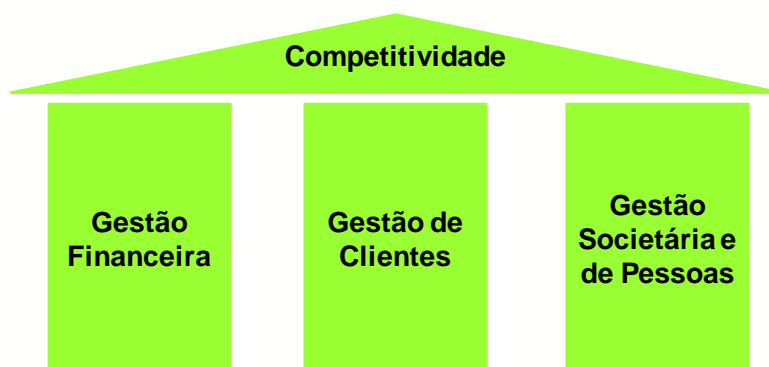 Competitividade
Gestão
Financeira
Gestão de
Clientes
Gestão
Societária e
de Pessoas